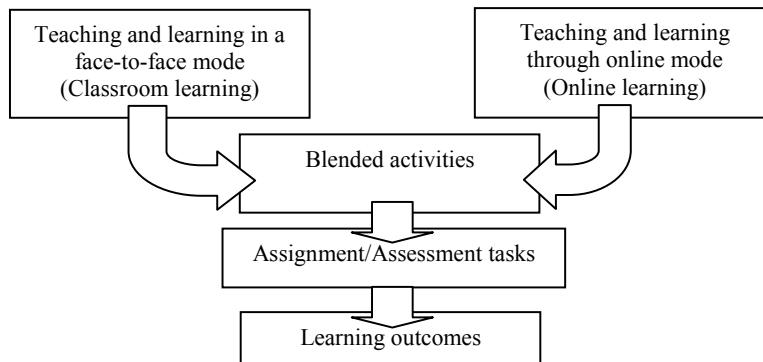 Teaching and learning in a
face-to-face mode
(Classroom learning)
Teaching and learning
through online mode
(Online learning)
Blended activities
Assignment/Assessment tasks
Learning outcomes